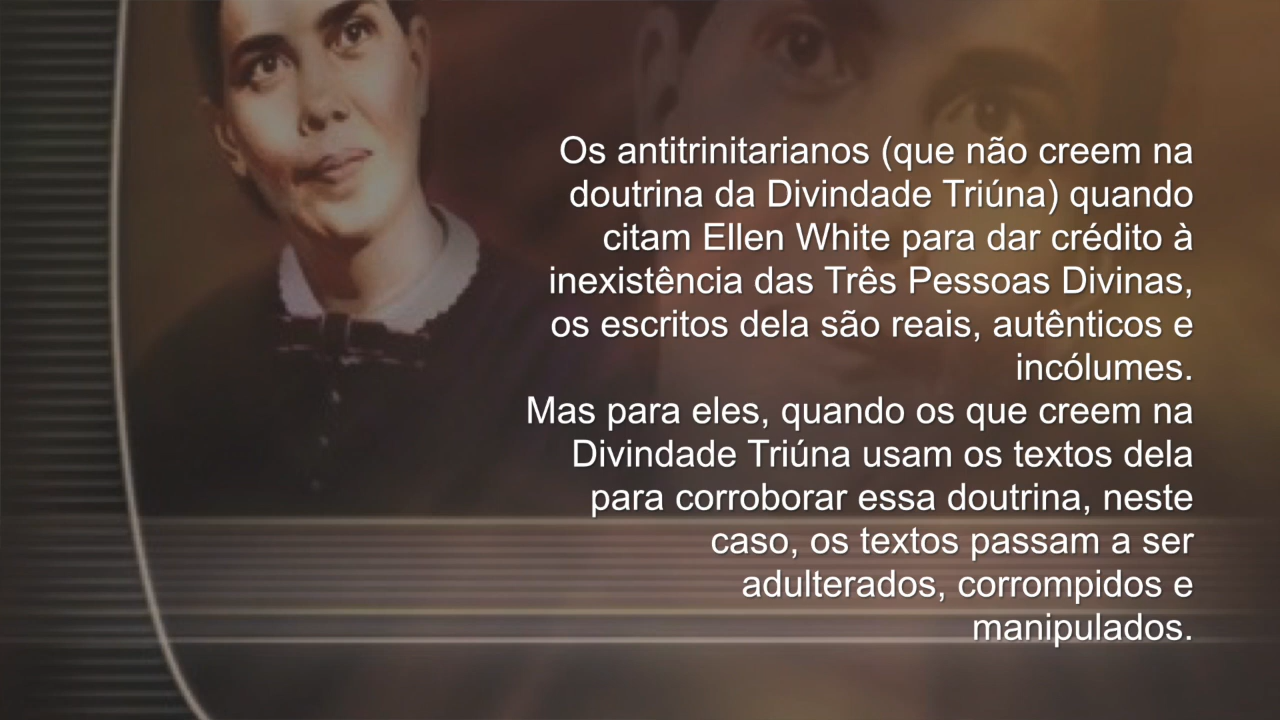 Os antitrinitarianos (que não creem na
doutrina da Divindade Triúna) quando
citam Ellen White para dar crédito à
inexistência das Três Pessoas Divinas,
os escritos dela são reais, autênticos e
incólumes.
Mas para eles, quando os que creem na
Divindade Triúna usam os textos dela
para corroborar essa doutrina, neste
caso, os textos passam a ser
adulterados, corrompidos e
manipulados.